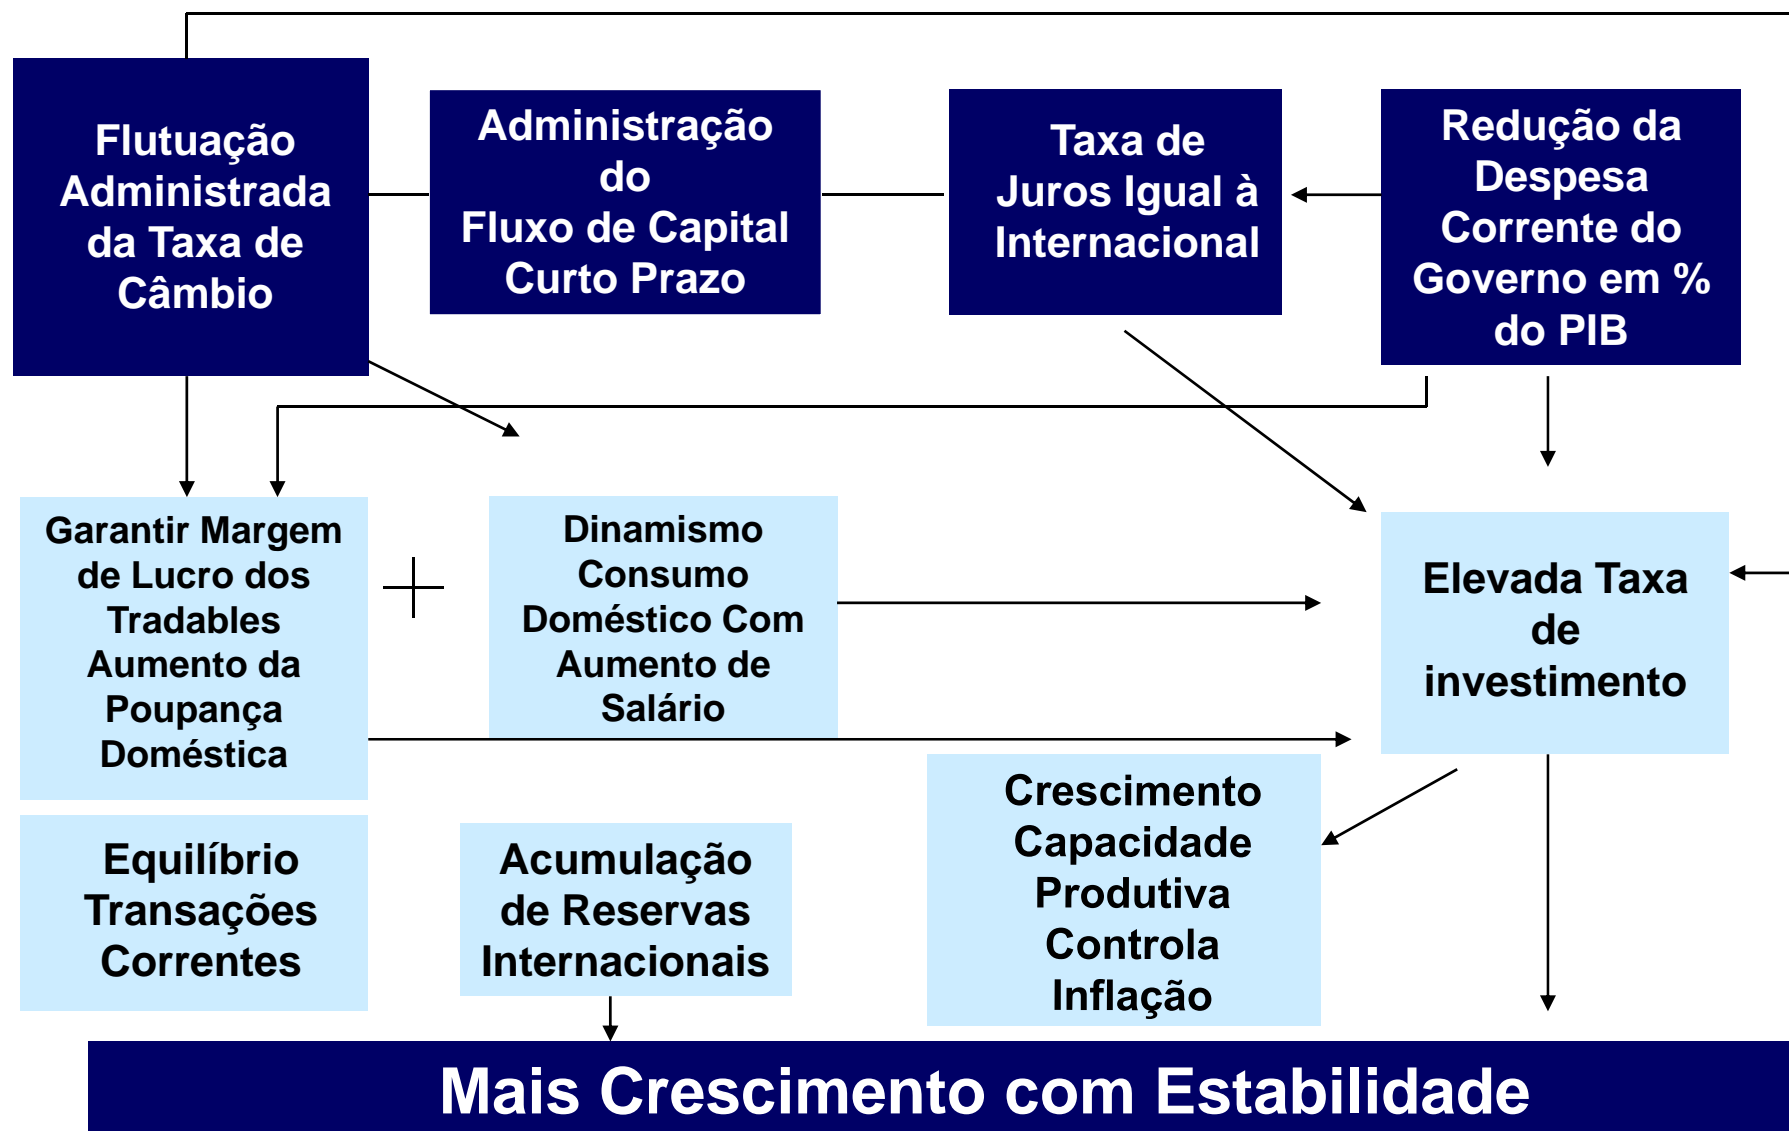 Flutuação
Administrada
da Taxa de
Câmbio
Administração
do
Fluxo de Capital
Curto Prazo
Taxa de
Juros Igual à
Internacional
Redução da
Despesa
Corrente do
Governo em %
do PIB
Garantir Margem
de Lucro dos
Tradables
Aumento da
Poupança
Doméstica
Dinamismo
Consumo
Doméstico Com
Aumento de
Salário
Elevada Taxa
de
investimento
Equilíbrio
Transações
Correntes
Acumulação
de Reservas
Internacionais
Crescimento
Capacidade
Produtiva
Controla
Inflação
Mais Crescimento com Estabilidade